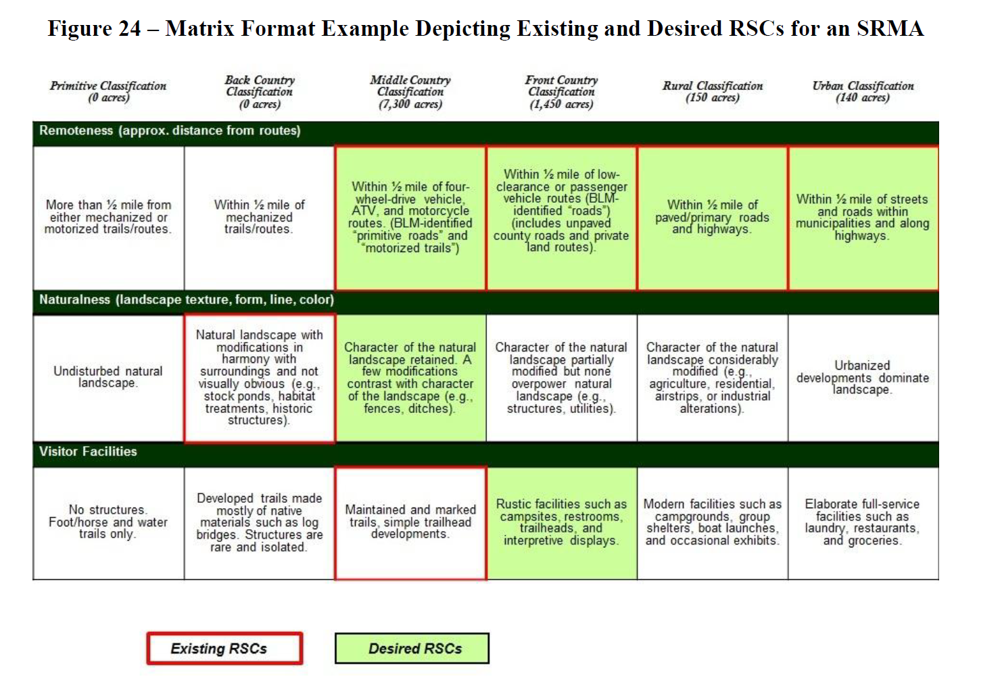 Figure 24 – Matrix Format Example Depicting Existing and Desired RSCs for an SRMA
Primitive Classification
(0 acres)
Back Country
Classification
(0 acres)
Middle Country
Classification
(7,300 acres)
Front Country
Classification
(1,450 acres)
Rural Classification
(150 acres)
Urban Classification
(140 acres)
Remoteness (approx. distance from routes)
More than ½ mile from
either mechanized or
motorized trails/routes.
Within ½ mile of
mechanized
trails/routes.
Within ½ mile of four-
wheel-drive vehicle,
ATV, and motorcycle
routes. (BLM-identified
“primitive roads” and
“motorized trails”)
Within ½ mile of low-
clearance or passenger
vehicle routes (BLM-
identified “roads”)
(includes unpaved
county roads and private
land routes).
Within ½ mile of
paved/primary roads
and highways.
Within ½ mile of streets
and roads within
municipalities and along
highways.
Naturalness (landscape texture, form, line, color)
Undisturbed natural
landscape.
Natural landscape with
modifications in
harmony with
surroundings and not
visually obvious (e.g.,
stock ponds, habitat
treatments, historic
structures).
Character of the natural
landscape retained. A
few modifications
contrast with character
of the landscape (e.g.,
fences, ditches).
Character of the natural
landscape partially
modified but none
overpower natural
landscape (e.g.,
structures, utilities).
Character of the natural
landscape considerably
modified (e.g.,
agriculture, residential,
airstrips, or industrial
alterations).
Urbanized
developments dominate
landscape.
Visitor Facilities
No structures.
Foot/horse and water
trails only.
Developed trails made
mostly of native
materials such as log
bridges. Structures are
rare and isolated.
Maintained and marked
trails, simple trailhead
developments.
Rustic facilities such as
campsites, restrooms,
trailheads, and
interpretive displays.
Modern facilities such as
campgrounds, group
shelters, boat launches,
and occasional exhibits.
Elaborate full-service
facilities such as
laundry, restaurants,
and groceries.
Existing RSCs
Desired RSCs